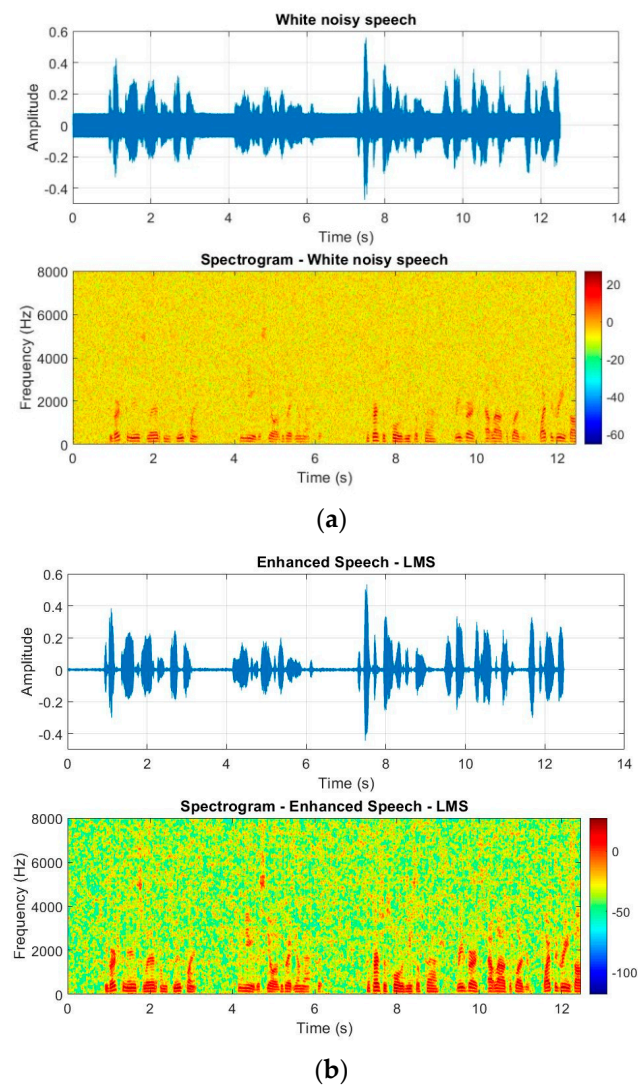 White noisy speech
0.6
0.4
0.2
0
-0.2
-0.4
Amplitude
0 2 4 6 8 10 12 14
Time (s)
Spectrogram - White noisy speech
8000
6000
4000
2000
0
Frequency (Hz)
20
0
-20
-40
-60
0 2 4 6 8 10 12
Time (s)
(a)
Enhanced Speech - LMS
0.6
0.4
0.2
0
-0.2
-0.4
Amplitude
0 2 4 6 8 10 12 14
Time (s)
Spectrogram - Enhanced Speech - LMS
8000
6000
4000
2000
0
Frequency (Hz)
0
-50
-100
0 2 4 6 8 10 12
Time (s)
(b)